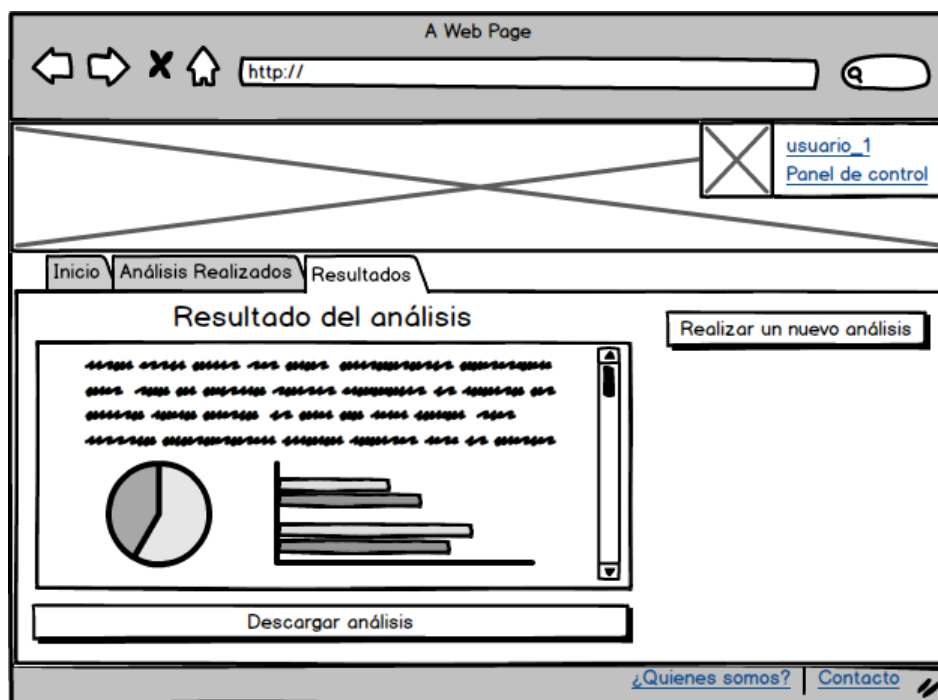 A Web Page
http://
usuario_1
Panel de control
Inicio
Análisis Realizados
Resultados
Resultado del análisis
Realizar un nuevo análisis
Descargar análisis
¿Quienes somos?
Contacto